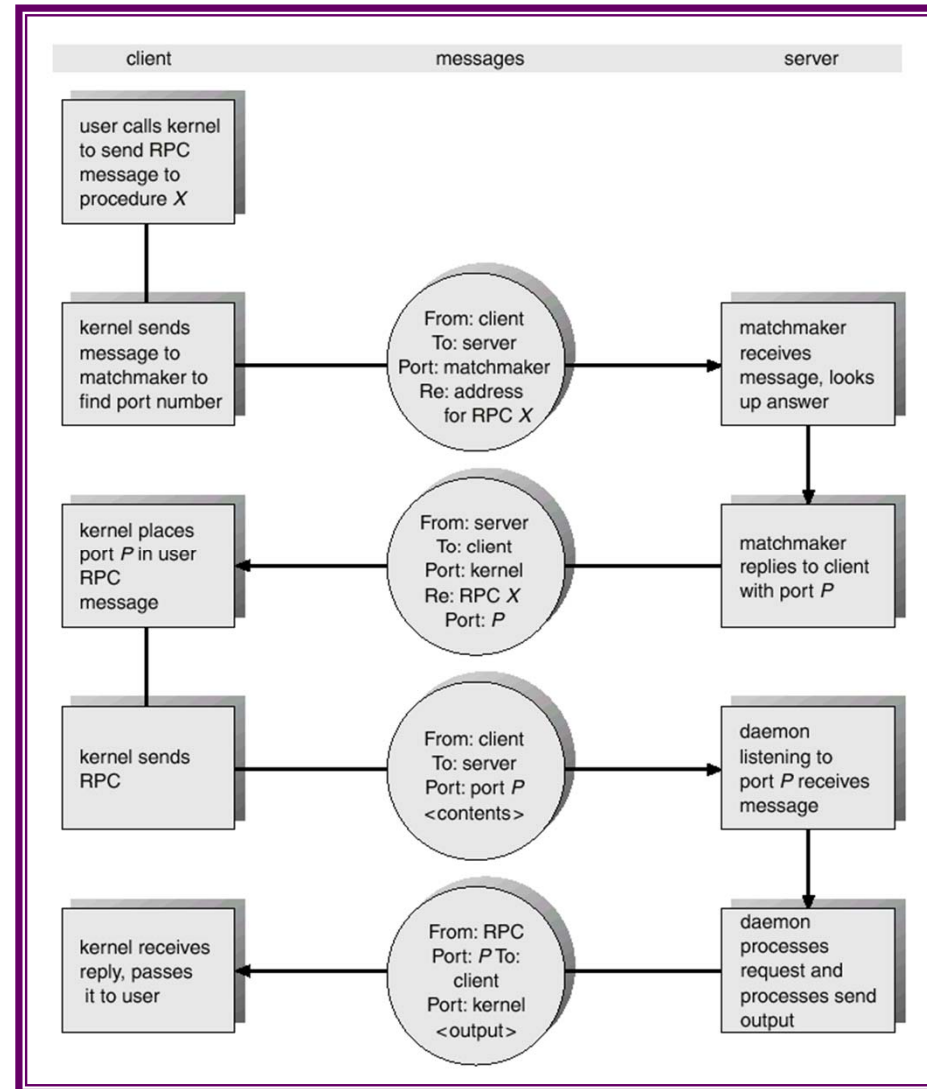 client
messages
server
user calls kernel
to send RPC
message to
procedure X
kernel sends
message to
matchmaker to
find port number
From: client
To: server
Port: matchmaker
Re: address
for RPC X
matchmaker
receives
message, looks
up answer
kernel places
port P in user
RPC
message
From: server
To: client
Port: kernel
Re: RPC X
Port: P
matchmaker
replies to client
with port P
kernel sends
RPC
From: client
To: server
Port: port P
<contents>
daemon
listening to
port P receives
message
kernel receives
reply, passes
it to user
From: RPC
Port: P To:
client
Port: kernel
<output>
daemon
processes
request and
processes send
output